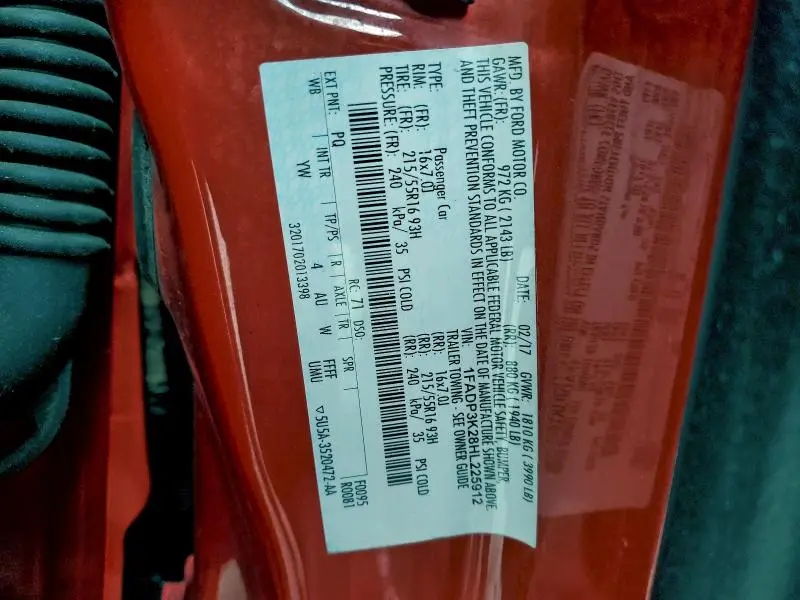 MFD. BY FORD MOTOR CO.
DATE: 02/17 GVWR: 1810 KG ( 3990 LB)
GAWR: (FR): 972 KG ( 2143 LB) (RR): 880 KG ( 1940 LB)
THIS VEHICLE CONFORMS TO ALL APPLICABLE FEDERAL MOTOR VEHICLE SAFETY, BUMPER,
AND THEFT PREVENTION STANDARDS IN EFFECT ON THE DATE OF MANUFACTURE SHOWN ABOVE
VIN: 1FADP3K28HL225912
TYPE: Passenger Car TRAILER TOWING - SEE OWNER GUIDE
RIM: (FR): 16x7.0J (RR): 16x7.0J
TIRE: (FR): 215/55R16 93H (RR): 215/55R16 93H
PRESSURE: (FR): 240 kPa/ 35 PSI COLD (RR): 240 kPa/ 35 PSI COLD
RC: 71 DSO: F0095
EXT PNT: PQ R0081
INT TR TP/PS R AXLE TR SPR
WB YW 4 AU W FFFF UMU
3201702013398 5U5A-3520472-AA